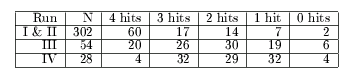 Run N 4 hits 3 hits 2 hits 1 hit 0 hits
I & II 302 60 17 14 7 2
III 54 20 26 30 19 6
IV 28 4 32 29 32 4